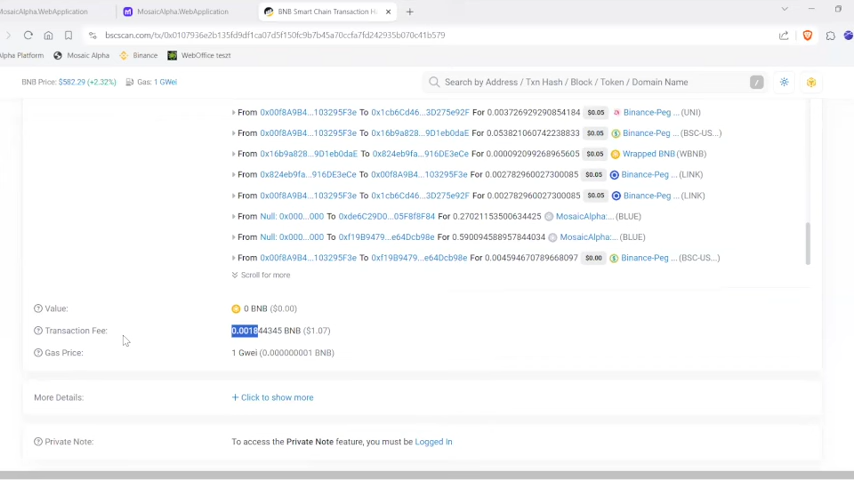 osaicAlpha.WebApplication
MosaicAlpha.WebApplication
BNB Smart Chain Transaction H
bscscan.com/tx/0x0107936e2b135fd9df1ca07d5f150fc9b7b45a70ccfa7fd242935b070c41b579
lpha Platform
Mosaic Alpha
Binance
WebOffice teszt
BNB Price: $582.29 (+2.32%)
Gas: 1 GWei
Search by Address / Txn Hash / Block / Token / Domain Name
/
From 0x00f8A9B4...103295F3e To 0x1cb6Cd46...3D275e92F For 0.003726929290854184 $0.05 Binance-Peg ... (UNI)
From 0x00f8A9B4...103295F3e To 0x16b9a828...9D1eb0daE For 0.053821060742238833 $0.05 Binance-Peg ... (BSC-US...)
From 0x16b9a828...9D1eb0daE To 0x824eb9fa...916DE3eCe For 0.000092099268965605 $0.05 Wrapped BNB (WBNB)
From 0x824eb9fa...916DE3eCe To 0x00f8A9B4...103295F3e For 0.002782960027300085 $0.05 Binance-Peg ... (LINK)
From 0x00f8A9B4...103295F3e To 0x1cb6Cd46...3D275e92F For 0.002782960027300085 $0.05 Binance-Peg ... (LINK)
From Null: 0x000...000 To 0xde6C2900...05F8f8F84 For 0.27021153500634425 MosaicAlpha:... (BLUE)
From Null: 0x000...000 To 0xf19B9479...e64Dcb98e For 0.590094588957844034 MosaicAlpha:... (BLUE)
From 0x00f8A9B4...103295F3e To 0xf19B9479...e64Dcb98e For 0.004594670789668097 $0.00 Binance-Peg ... (BSC-US...)
Scroll for more
Value: 0 BNB ($0.00)
Transaction Fee: 0.001844345 BNB ($1.07)
Gas Price: 1 Gwei (0.000000001 BNB)
More Details: + Click to show more
Private Note: To access the Private Note feature, you must be Logged In